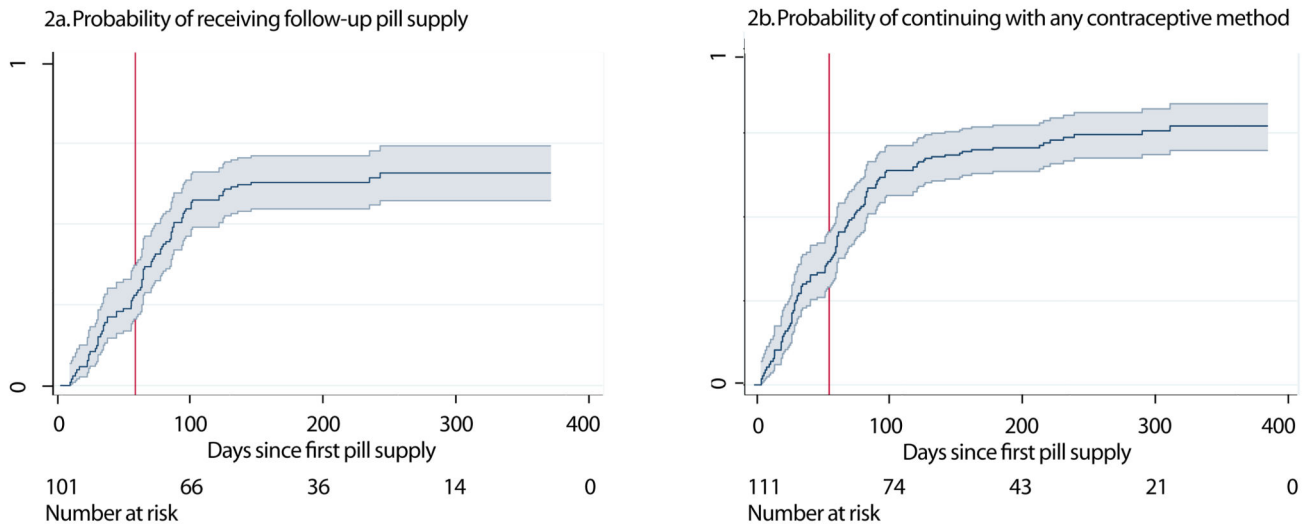 2a. Probability of receiving follow-up pill supply
1
0
0 100 200 300 400
Days since first pill supply
101 66 36 14 0
Number at risk
2b. Probability of continuing with any contraceptive method
1
0
0 100 200 300 400
Days since first pill supply
111 74 43 21 0
Number at risk